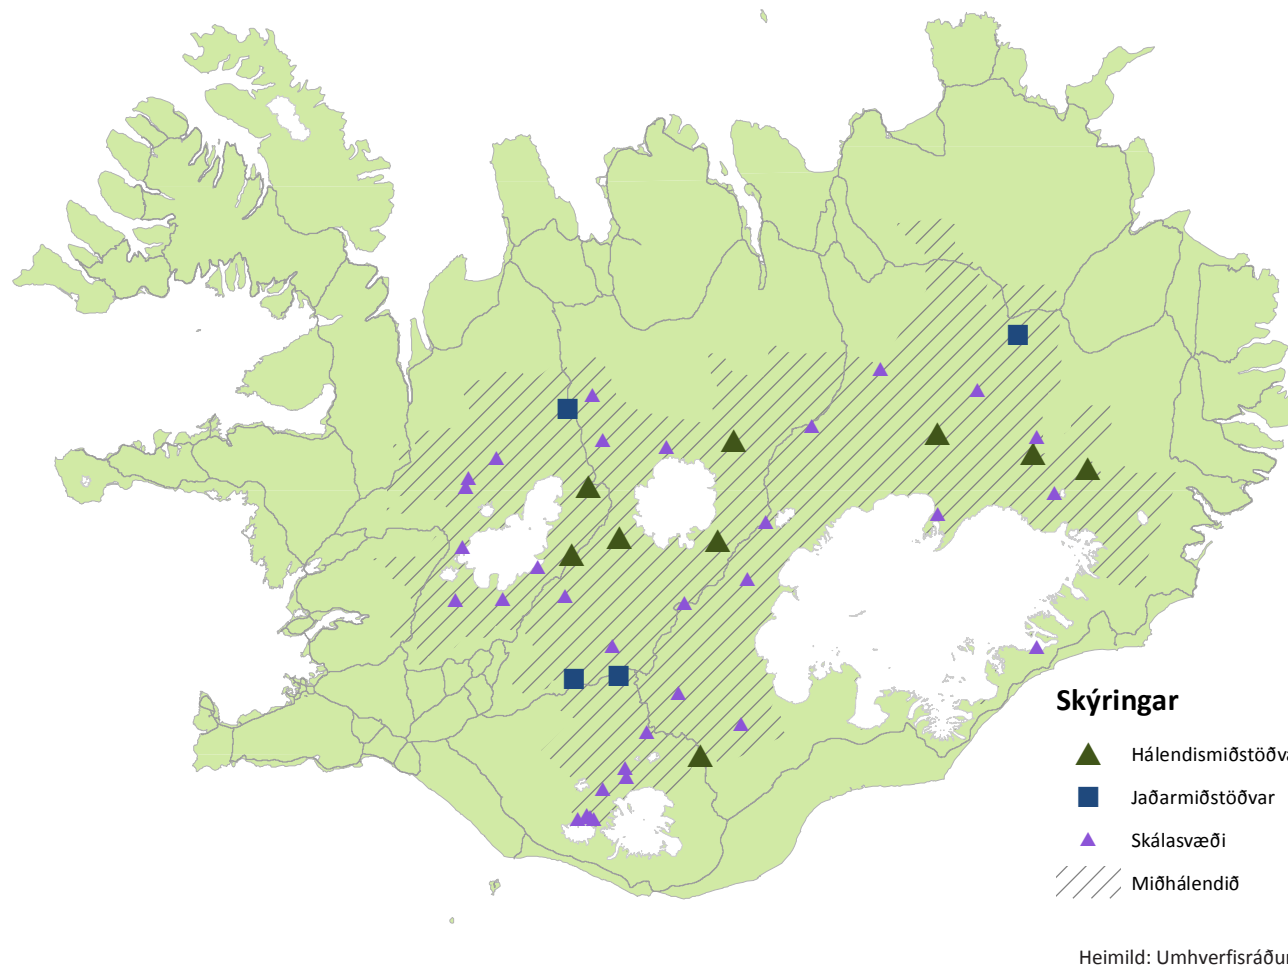 Skýringar
Hálendismiðstöðva
Jaðarmiðstöðvar
Skálasvæði
Miðhálendið
Heimild: Umhverfisráðu